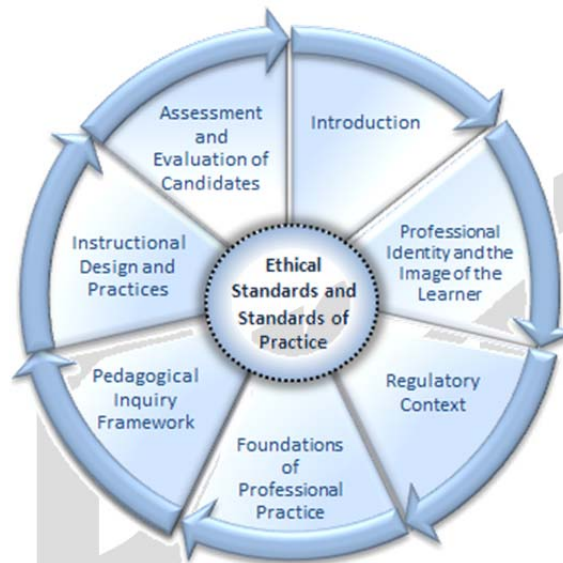 Introduction
Professional
Identity and the
Image of the
Learner
Regulatory
Context
Foundations
of
Professional
Practice
Pedagogical
Inquiry
Framework
Instructional
Design and
Practices
Assessment
and
Evaluation of
Candidates
Ethical
Standards and
Standards of
Practice